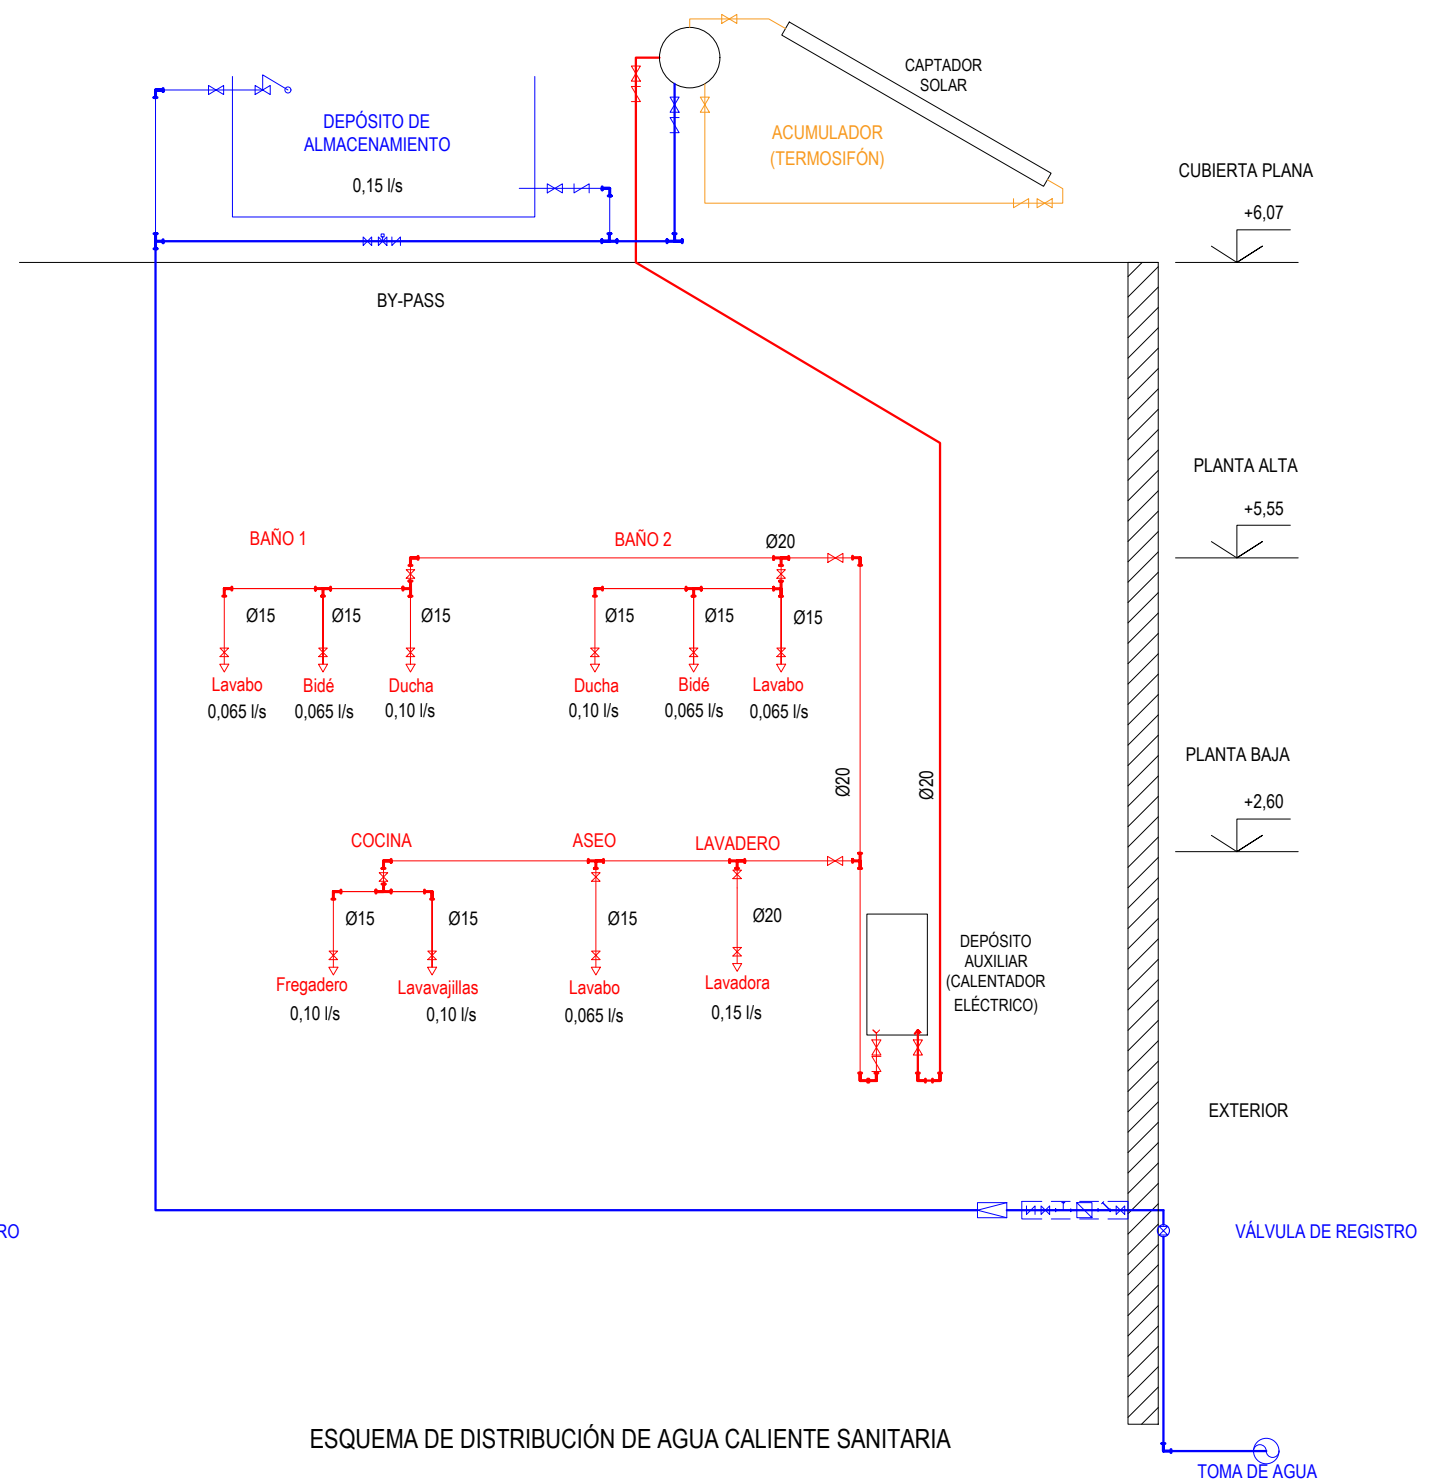 CAPTADOR
SOLAR
DEPÓSITO DE
ALMACENAMIENTO
0,15 l/s
ACUMULADOR
(TERMOSIFÓN)
CUBIERTA PLANA
+6,07
BY-PASS
PLANTA ALTA
+5,55
BAÑO 1
BAÑO 2
Ø20
Ø15
Ø15
Ø15
Ø15
Ø15
Ø15
Lavabo
Bidé
Ducha
Ducha
Bidé
Lavabo
0,065 l/s
0,065 l/s
0,10 l/s
0,10 l/s
0,065 l/s
0,065 l/s
PLANTA BAJA
+2,60
Ø20
Ø20
COCINA
ASEO
LAVADERO
Ø15
Ø15
Ø15
Ø20
Fregadero
Lavavajillas
Lavabo
Lavadora
0,10 l/s
0,10 l/s
0,065 l/s
0,15 l/s
DEPÓSITO
AUXILIAR
(CALENTADOR
ELÉCTRICO)
EXTERIOR
RO
VÁLVULA DE REGISTRO
ESQUEMA DE DISTRIBUCIÓN DE AGUA CALIENTE SANITARIA
TOMA DE AGUA